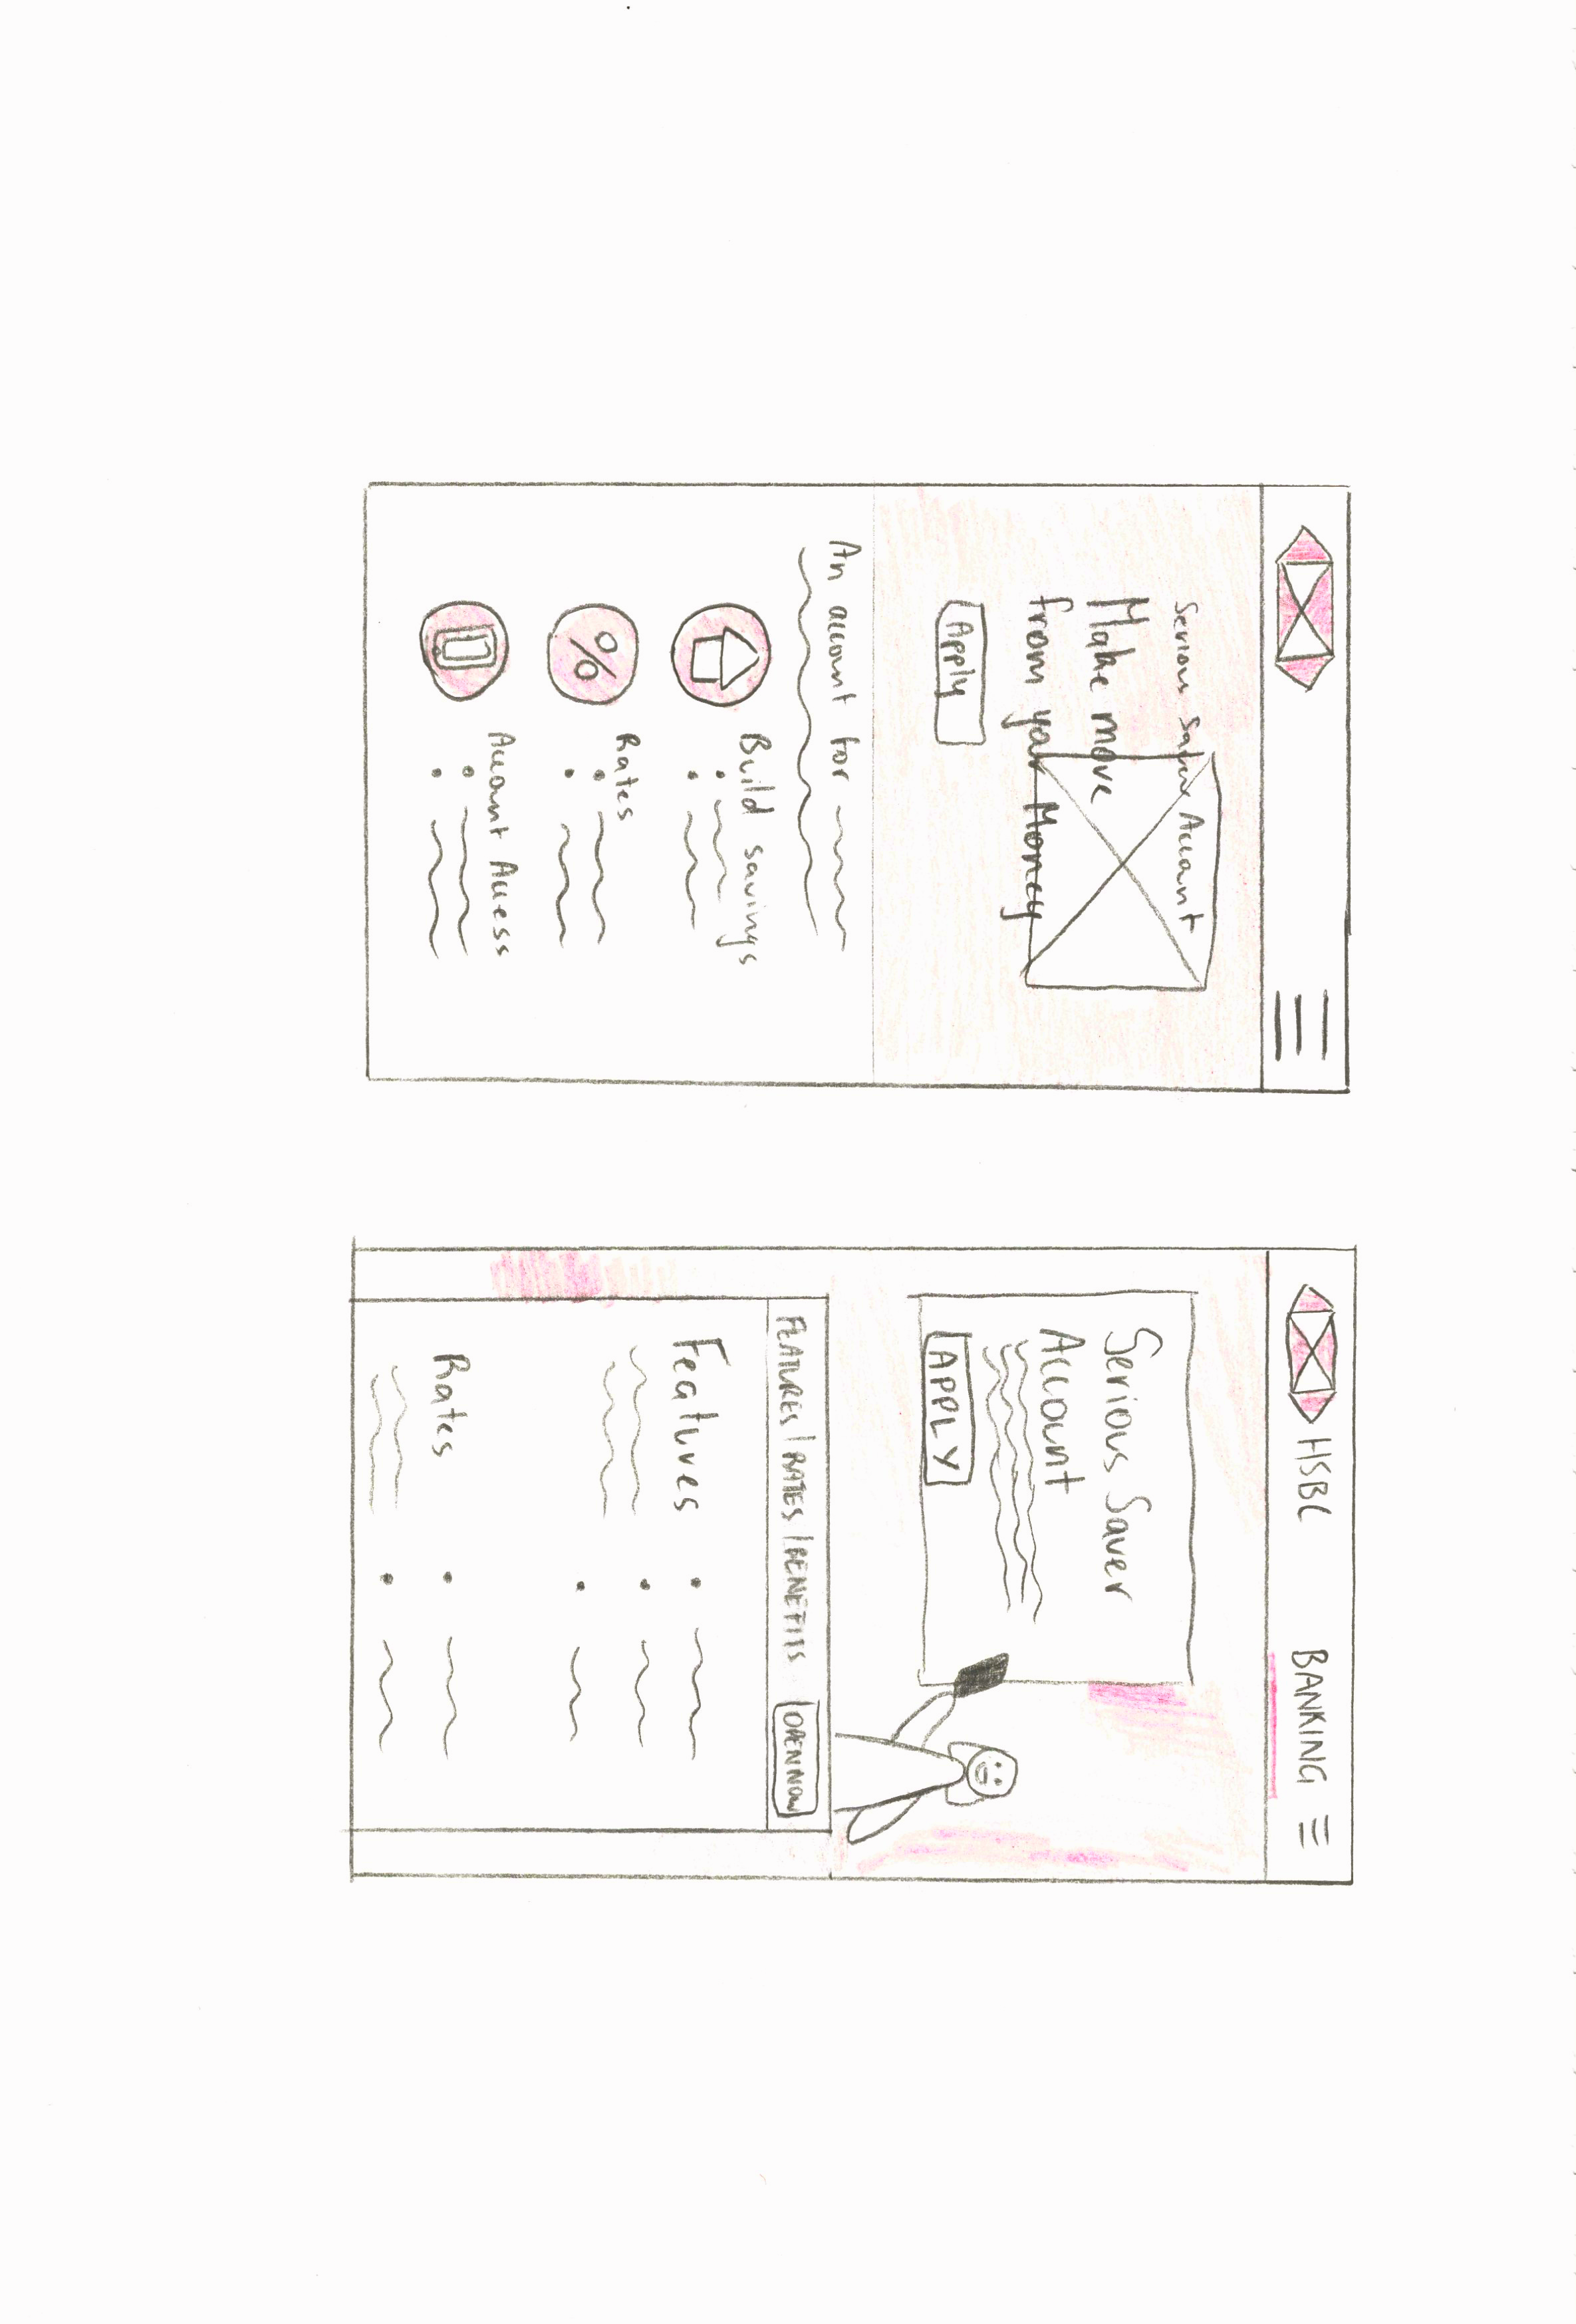 Serious Saver Account
Make move
from your Money
Apply
An account for
Build savings
Rates
%
Account Access
HSBC
BANKING
Serious Saver
Account
APPLY
FEATURES | RATES | BENEFITS
OPEN NOW
Features
Rates